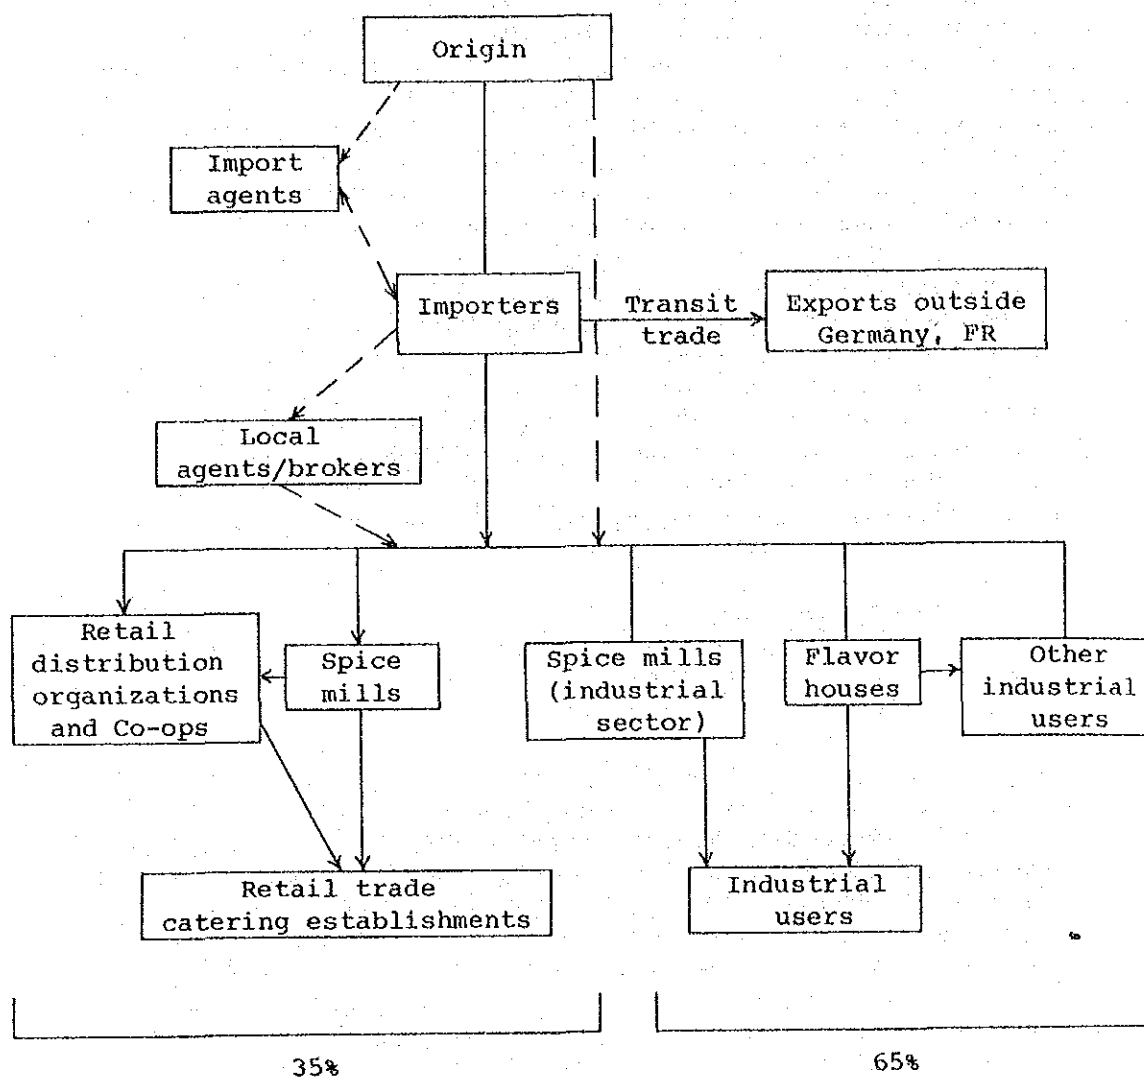 Origin
Import
agents
Importers
Transit
trade
Exports outside
Germany, FR
Local
agents/brokers
Retail
distribution
organizations
and Co-ops
Spice
mills
Spice mills
(industrial
sector)
Flavor
houses
Other
industrial
users
Retail trade
catering establishments
Industrial
users
35%
65%